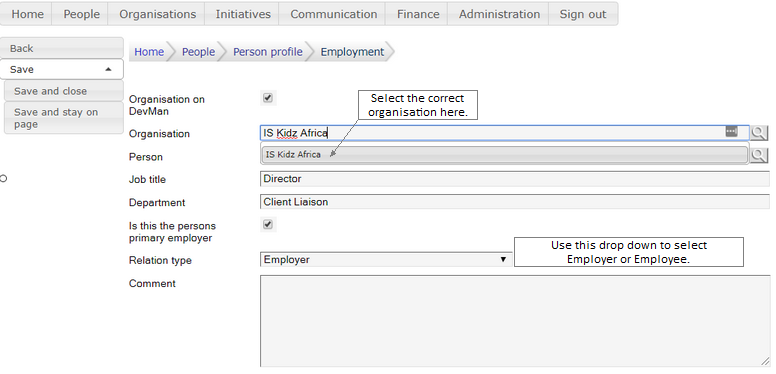 Home People Organisations Initiatives Communication Finance Administration Sign out
Back
Save
Save and close
Save and stay on
page
Home People Person profile Employment
Organisation on
DevMan
Select the correct
organisation here.
Organisation IS Kidz Africa
Person IS Kidz Africa
Job title Director
Department Client Liaison
Is this the persons
primary employer
Relation type Employer
Use this drop down to select
Employer or Employee.
Comment